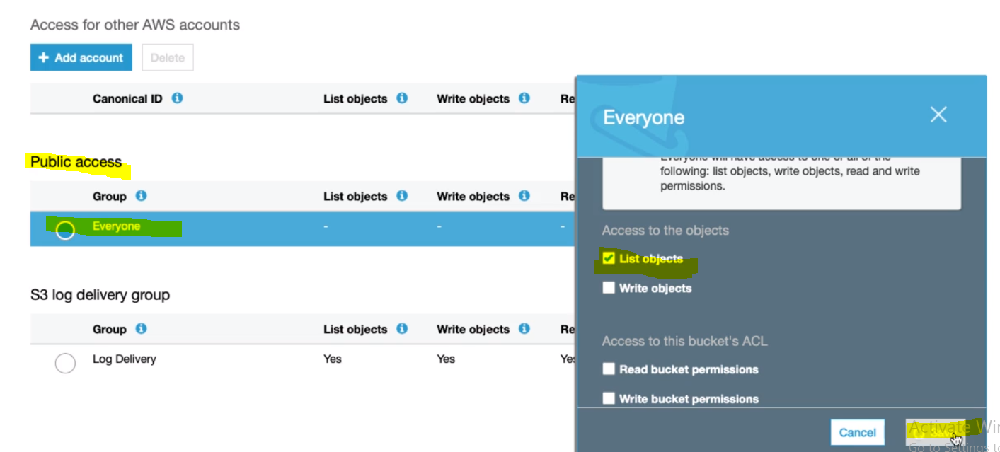 Access for other AWS accounts
+ Add account Delete
Canonical ID List objects Write objects Re
Public access
Group List objects Write objects Re
Everyone - - -
S3 log delivery group
Group List objects Write objects Re
Log Delivery Yes Yes Yes
Everyone
Everyone will have access to one or all of the
following: list objects, write objects, read and write
permissions.
Access to the objects
List objects
Write objects
Access to this bucket's ACL
Read bucket permissions
Write bucket permissions
Cancel
Activate Wi
Go to Settings to